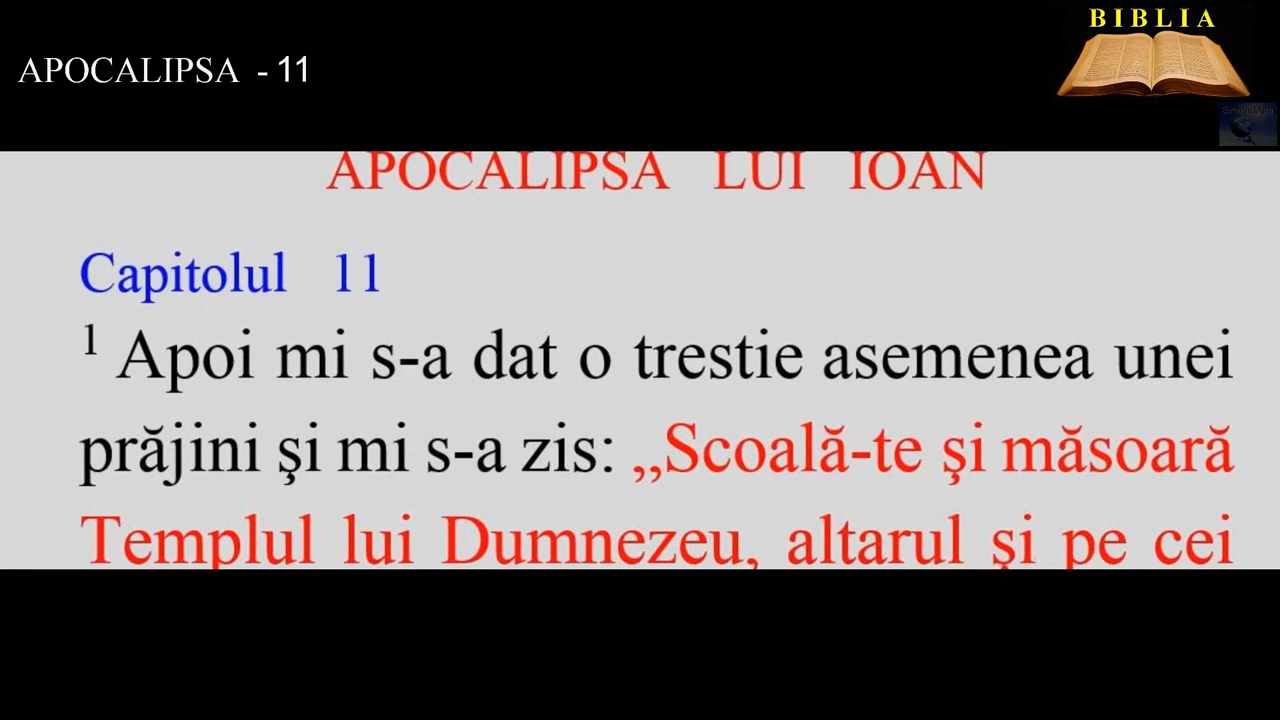 BIBLIA
APOCALIPSA - 11
APOCALIPSA LUI IOAN
Capitolul 11
1 Apoi mi s-a dat o trestie asemenea unei
prăjini şi mi s-a zis: ,,Scoală-te şi măsoară
Templul lui Dumnezeu, altarul şi pe cei